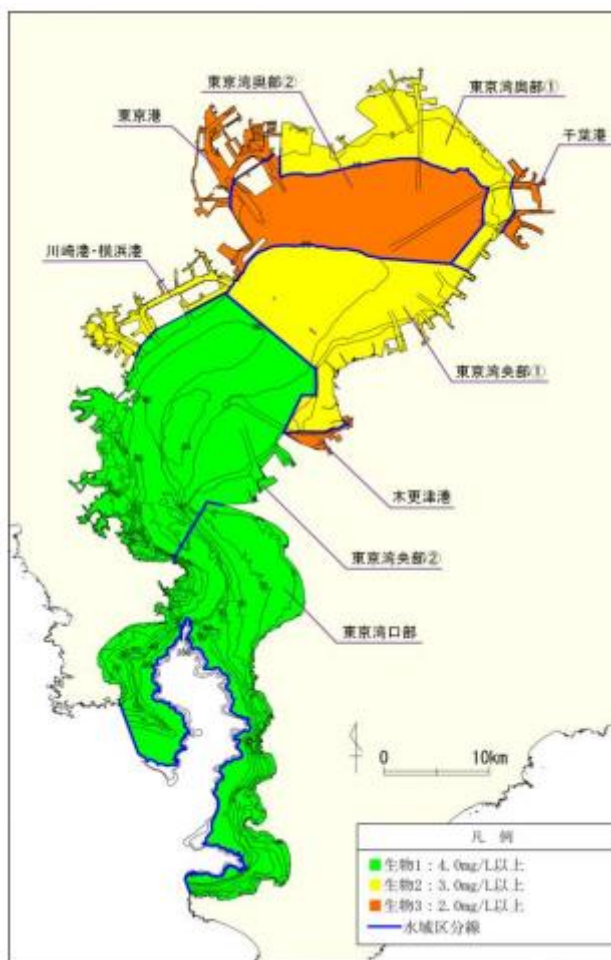 東京湾奥部②
東京湾奥部①
東京港
千葉港
川崎港・横浜港
東京湾央部①
木更津港
東京湾央部②
東京湾口部
0 10km
凡 例
生物1：4.0mg/L以上
生物2：3.0mg/L以上
生物3：2.0mg/L以上
水域区分線